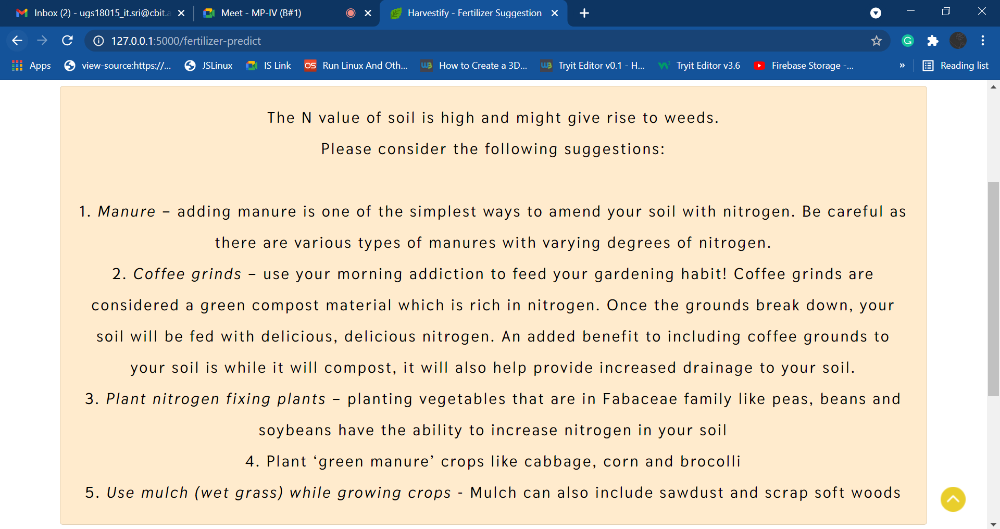 Inbox (2) - ugs18015_it.sri@cbit.a
Meet - MP-IV (B#1)
Harvestify - Fertilizer Suggestion
127.0.0.1:5000/fertilizer-predict
Apps
view-source:https://...
JSLinux
IS Link
OS
Run Linux And Oth...
How to Create a 3D...
Tryit Editor v0.1 - H...
Tryit Editor v3.6
Firebase Storage -...
»
Reading list
The N value of soil is high and might give rise to weeds.
Please consider the following suggestions:
1. Manure – adding manure is one of the simplest ways to amend your soil with nitrogen. Be careful as
there are various types of manures with varying degrees of nitrogen.
2. Coffee grinds – use your morning addiction to feed your gardening habit! Coffee grinds are
considered a green compost material which is rich in nitrogen. Once the grounds break down, your
soil will be fed with delicious, delicious nitrogen. An added benefit to including coffee grounds to
your soil is while it will compost, it will also help provide increased drainage to your soil.
3. Plant nitrogen fixing plants – planting vegetables that are in Fabaceae family like peas, beans and
soybeans have the ability to increase nitrogen in your soil
4. Plant ‘green manure’ crops like cabbage, corn and brocolli
5. Use mulch (wet grass) while growing crops - Mulch can also include sawdust and scrap soft woods